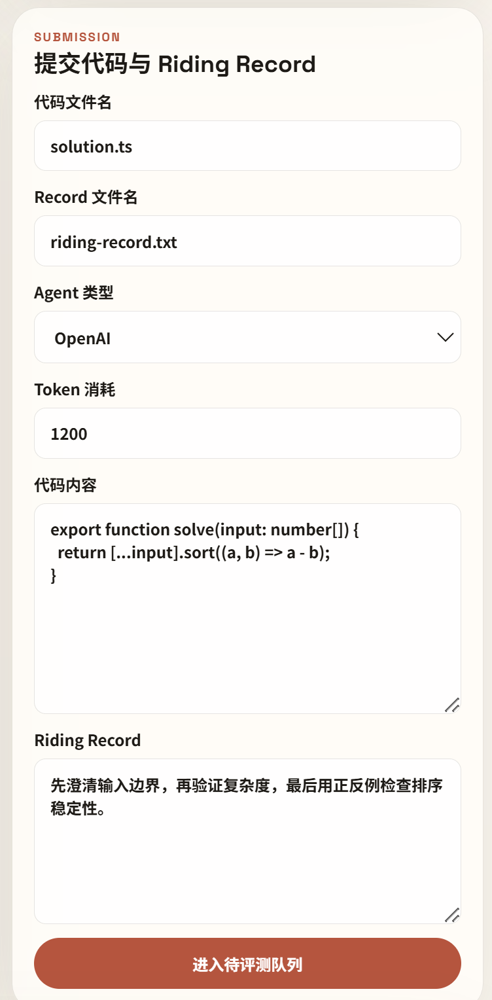 SUBMISSION
提交代码与 Riding Record
代码文件名
solution.ts
Record 文件名
riding-record.txt
Agent 类型
OpenAI
Token 消耗
1200
代码内容
export function solve(input: number[]) {
  return [...input].sort((a, b) => a - b);
}
Riding Record
先澄清输入边界，再验证复杂度，最后用正反例检查排序
稳定性。
进入待评测队列